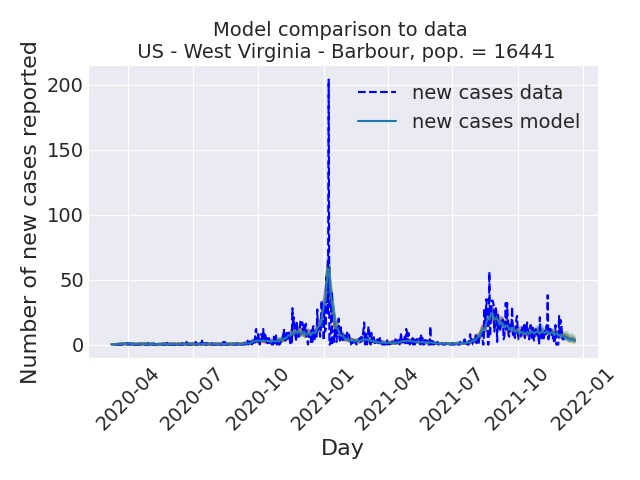 Model comparison to data
US - West Virginia - Barbour, pop. = 16441
Number of new cases reported
200
150
100
50
0
new cases data
new cases model
2020-04
2020-07
2020-10
2021-01
2021-04
2021-07
2021-10
2022-01
Day